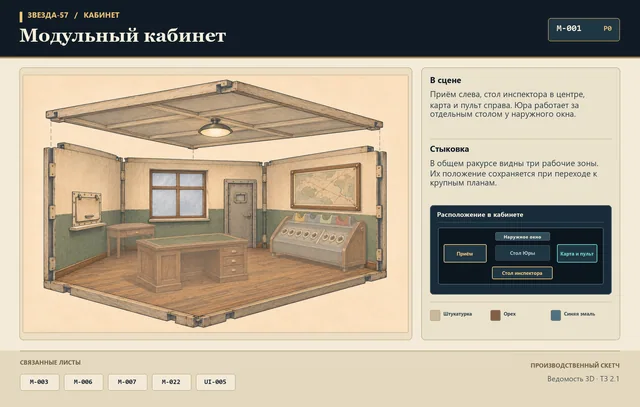 ЗВЕЗДА-57 / КАБИНЕТ
Модульный кабинет
M-001 P0
В сцене
Приём слева, стол инспектора в центре,
карта и пульт справа. Юра работает за
отдельным столом у наружного окна.
Стыковка
В общем ракурсе видны три рабочие зоны.
Их положение сохраняется при переходе к
крупным планам.
Расположение в кабинете
Наружное окно
Приём
Стол Юры
Карта и пульт
Стол инспектора
Штукатурка
Орех
Синяя эмаль
СВЯЗАННЫЕ ЛИСТЫ
M-003
M-006
M-007
M-022
UI-005
ПРОИЗВОДСТВЕННЫЙ СКЕТЧ
Ведомость 3D · ТЗ 2.1